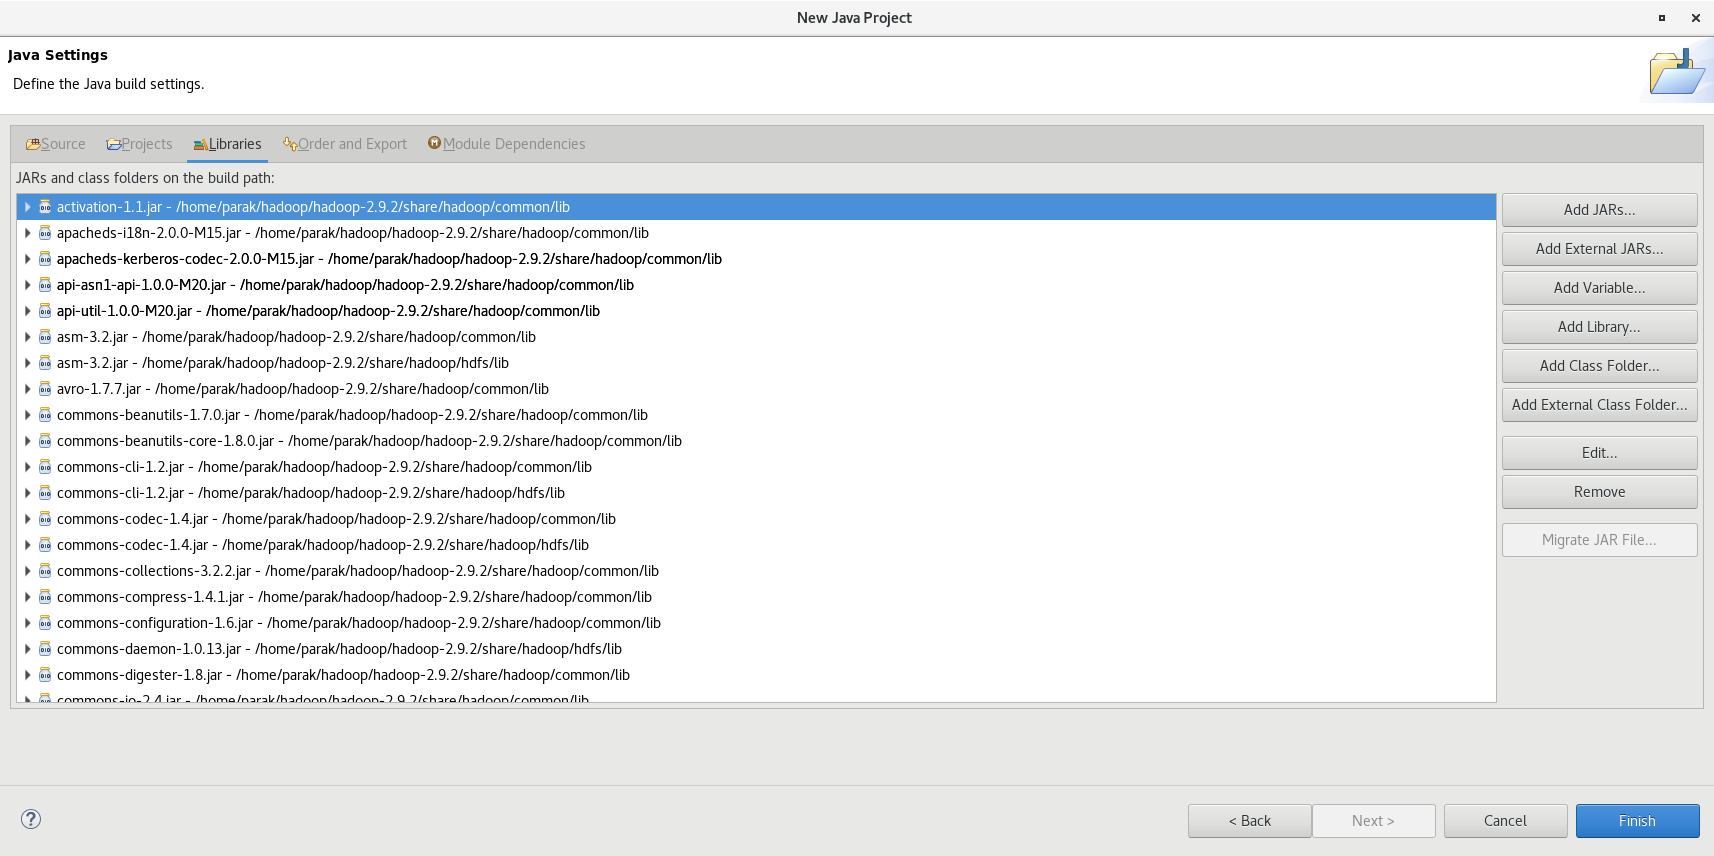 New Java Project
Java Settings
Define the Java build settings.
Source Projects Libraries Order and Export Module Dependencies
JARs and class folders on the build path:
activation-1.1.jar - /home/parak/hadoop/hadoop-2.9.2/share/hadoop/common/lib
apacheds-i18n-2.0.0-M15.jar - /home/parak/hadoop/hadoop-2.9.2/share/hadoop/common/lib
apacheds-kerberos-codec-2.0.0-M15.jar - /home/parak/hadoop/hadoop-2.9.2/share/hadoop/common/lib
api-asn1-api-1.0.0-M20.jar - /home/parak/hadoop/hadoop-2.9.2/share/hadoop/common/lib
api-util-1.0.0-M20.jar - /home/parak/hadoop/hadoop-2.9.2/share/hadoop/common/lib
asm-3.2.jar - /home/parak/hadoop/hadoop-2.9.2/share/hadoop/common/lib
asm-3.2.jar - /home/parak/hadoop/hadoop-2.9.2/share/hadoop/hdfs/lib
avro-1.7.7.jar - /home/parak/hadoop/hadoop-2.9.2/share/hadoop/common/lib
commons-beanutils-1.7.0.jar - /home/parak/hadoop/hadoop-2.9.2/share/hadoop/common/lib
commons-beanutils-core-1.8.0.jar - /home/parak/hadoop/hadoop-2.9.2/share/hadoop/common/lib
commons-cli-1.2.jar - /home/parak/hadoop/hadoop-2.9.2/share/hadoop/common/lib
commons-cli-1.2.jar - /home/parak/hadoop/hadoop-2.9.2/share/hadoop/hdfs/lib
commons-codec-1.4.jar - /home/parak/hadoop/hadoop-2.9.2/share/hadoop/common/lib
commons-codec-1.4.jar - /home/parak/hadoop/hadoop-2.9.2/share/hadoop/hdfs/lib
commons-collections-3.2.2.jar - /home/parak/hadoop/hadoop-2.9.2/share/hadoop/common/lib
commons-compress-1.4.1.jar - /home/parak/hadoop/hadoop-2.9.2/share/hadoop/common/lib
commons-configuration-1.6.jar - /home/parak/hadoop/hadoop-2.9.2/share/hadoop/common/lib
commons-daemon-1.0.13.jar - /home/parak/hadoop/hadoop-2.9.2/share/hadoop/hdfs/lib
commons-digester-1.8.jar - /home/parak/hadoop/hadoop-2.9.2/share/hadoop/common/lib
commons-io-2.4.jar - /home/parak/hadoop/hadoop-2.9.2/share/hadoop/common/lib
Add JARs...
Add External JARs...
Add Variable...
Add Library...
Add Class Folder...
Add External Class Folder...
Edit...
Remove
Migrate JAR File...
< Back
Next >
Cancel
Finish